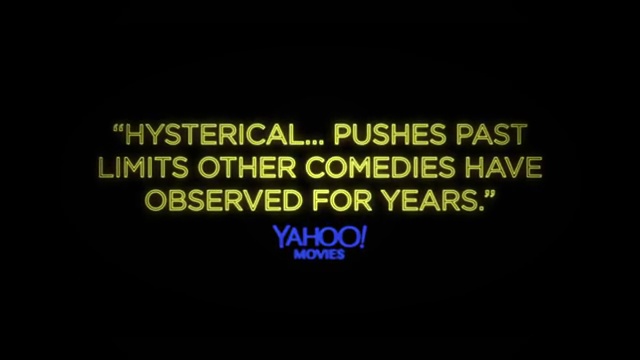 “HYSTERICAL... PUSHES PAST
LIMITS OTHER COMEDIES HAVE
OBSERVED FOR YEARS.”
YAHOO!
MOVIES